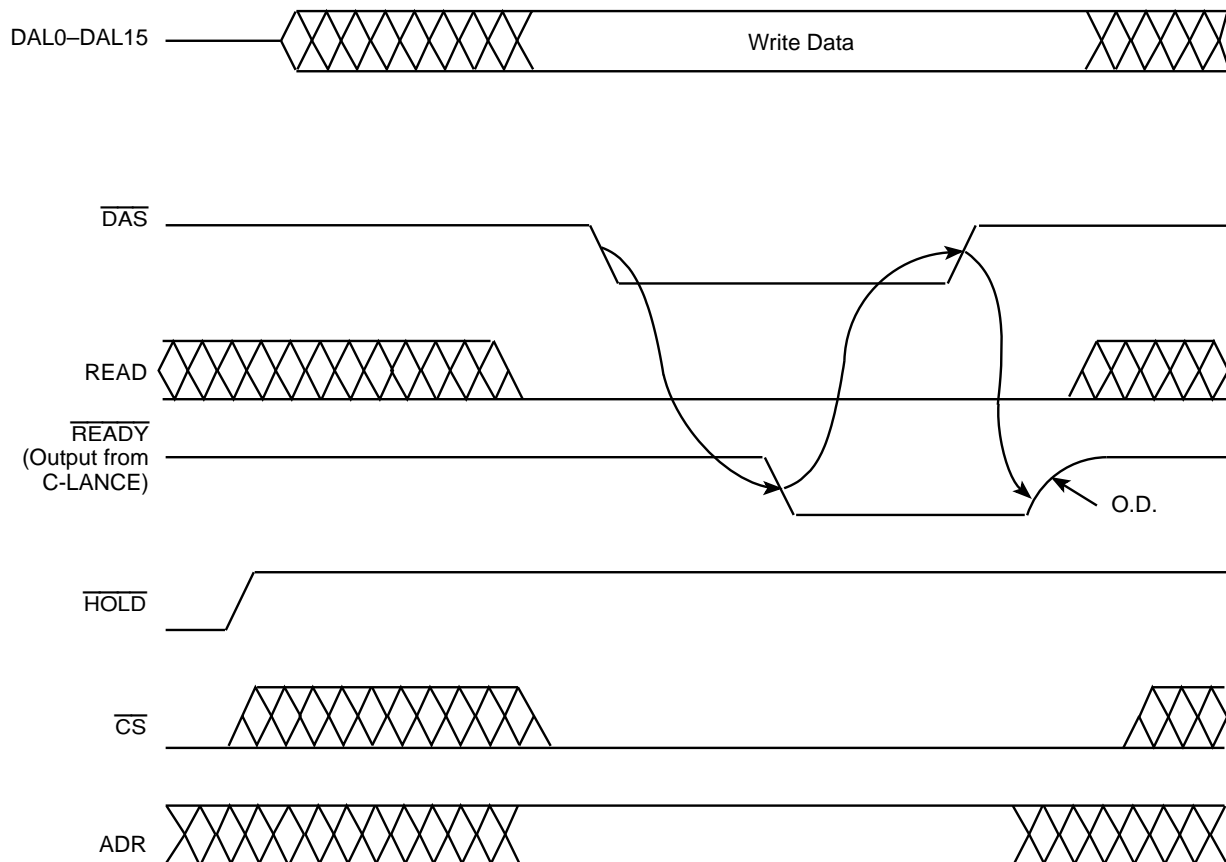 DAL0–DAL15
Write Data
DAS
READ
READY
(Output from
C-LANCE)
O.D.
HOLD
CS
ADR